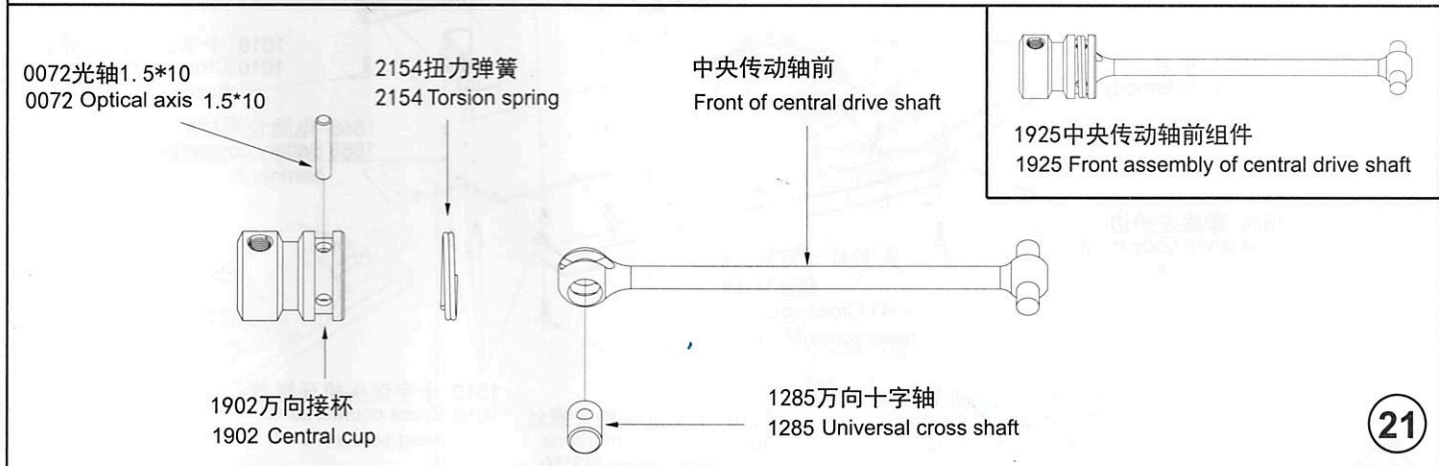 0072光轴1. 5*10
0072 Optical axis 1.5*10
2154扭力弹簧
2154 Torsion spring
中央传动轴前
Front of central drive shaft
1925中央传动轴前组件
1925 Front assembly of central drive shaft
1902万向接杯
1902 Central cup
1285万向十字轴
1285 Universal cross shaft
21